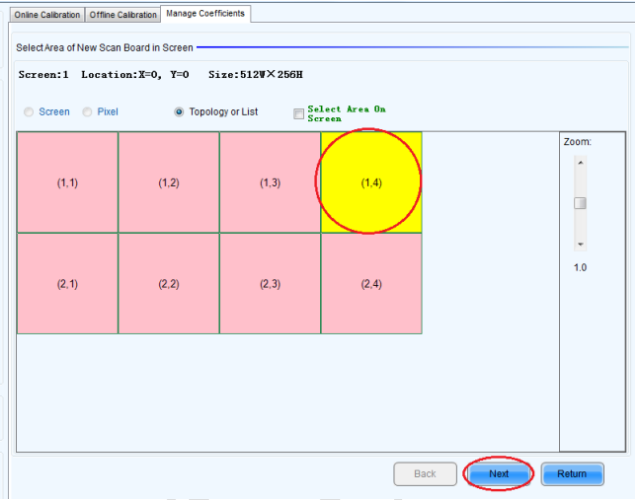 Online Calibration Offline Calibration Manage Coefficients
Select Area of New Scan Board in Screen
Screen:1 Location:X=0, Y=0 Size:512W×256H
Screen Pixel Topology or List Select Area On
Screen
Zoom:
(1,1) (1,2) (1,3) (1,4)
1.0
(2,1) (2,2) (2,3) (2,4)
Back Next Return